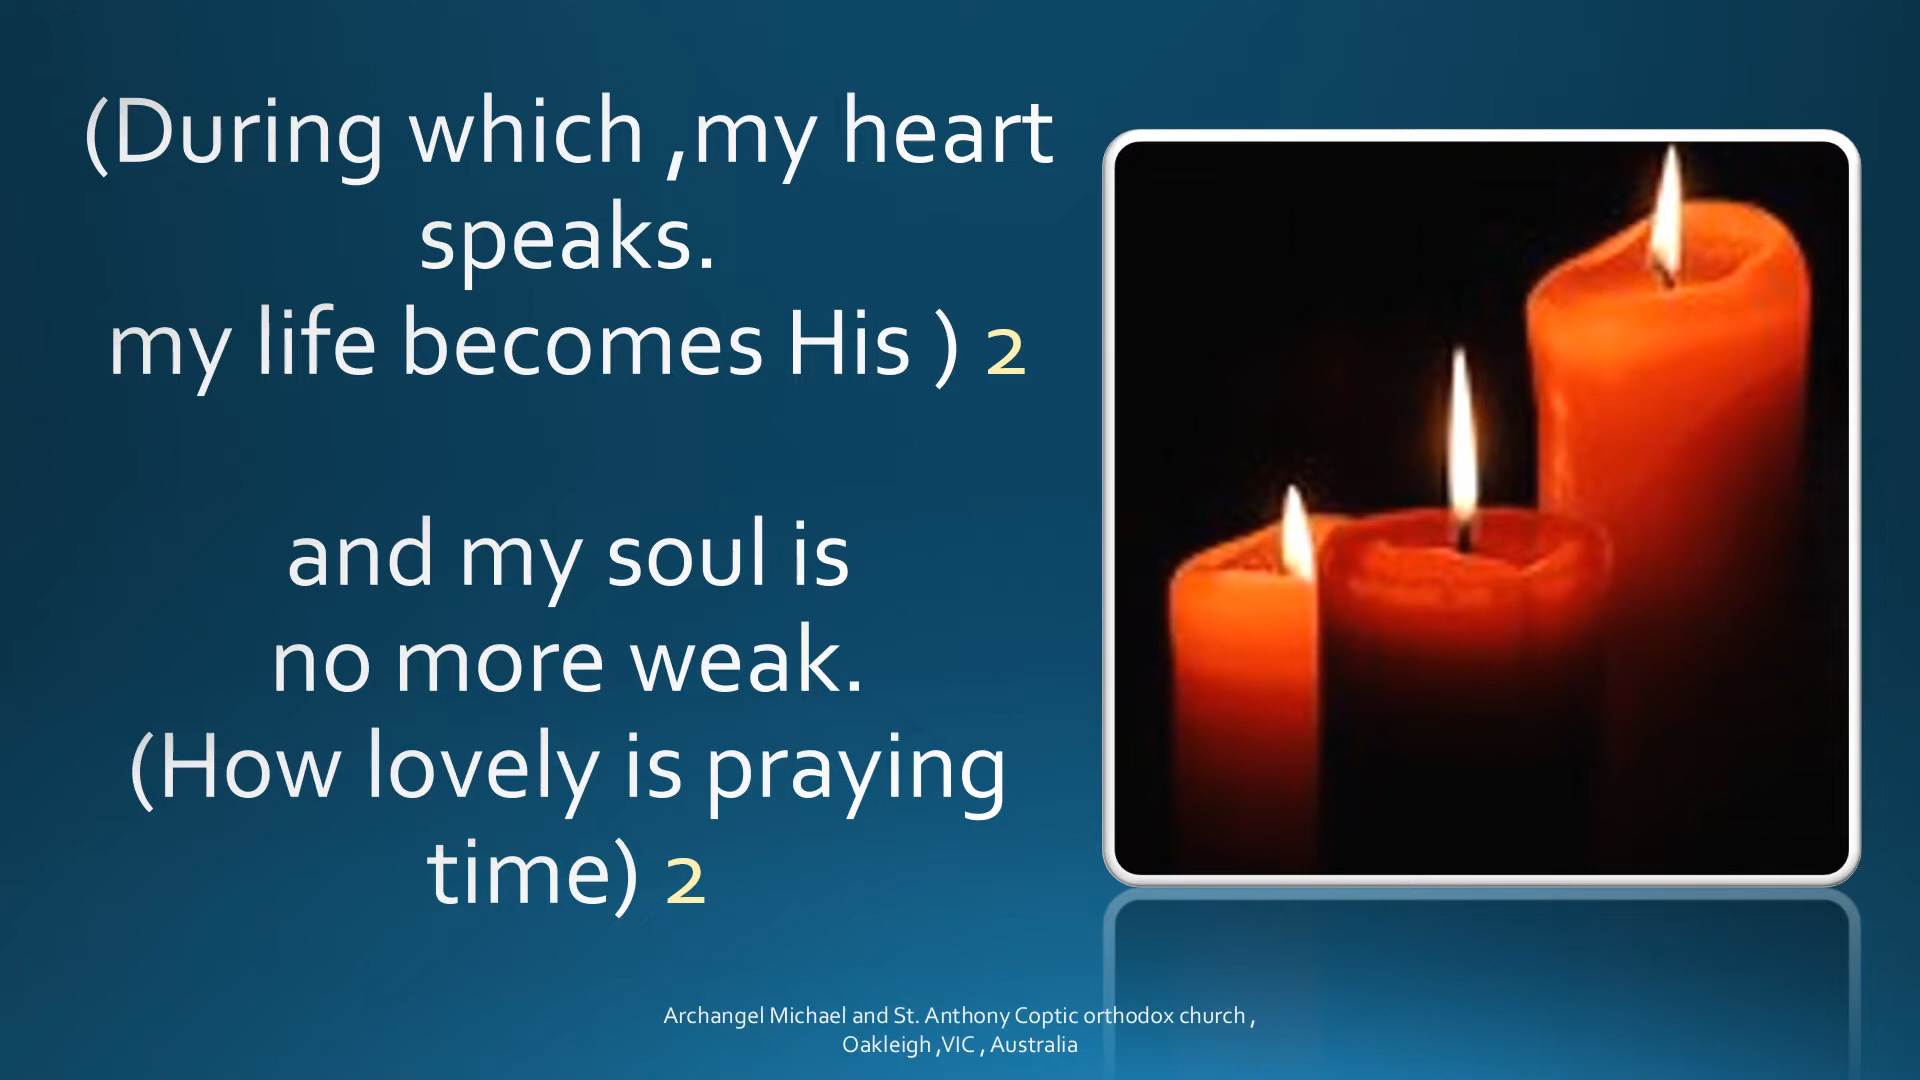 (During which ,my heart
speaks.
my life becomes His ) 2
and my soul is
no more weak.
(How lovely is praying
time) 2
Archangel Michael and St. Anthony Coptic orthodox church ,
Oakleigh ,VIC , Australia